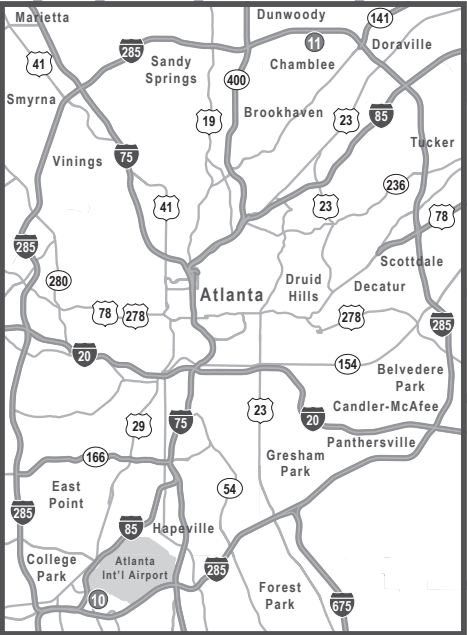 Marietta
Dunwoody
141
11
Doraville
285
41
Sandy
Springs
Chamblee
400
Smyrna
19
Brookhaven
23
85
Tucker
75
Vinings
236
41
23
78
285
Scottdale
280
Druid
Hills
Decatur
Atlanta
78
278
278
285
20
154
Belvedere
Park
Candler-McAfee
23
75
20
29
Panthersville
166
Gresham
Park
East
Point
54
285
85
Hapeville
College
Park
Atlanta
Int'l Airport
285
10
Forest
Park
675